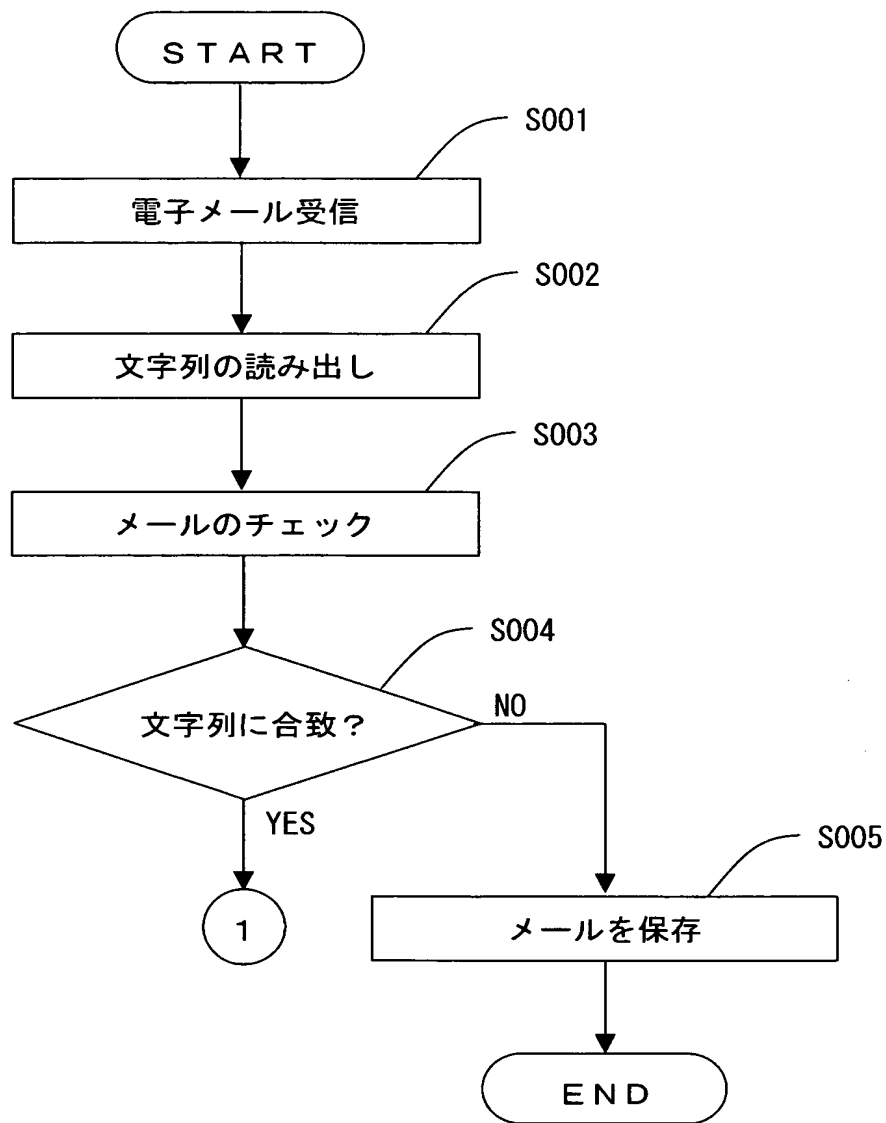 START
S001
電子メール受信
S002
文字列の読み出し
S003
メールのチェック
S004
文字列に合致?
NO
YES
S005
1
メールを保存
END